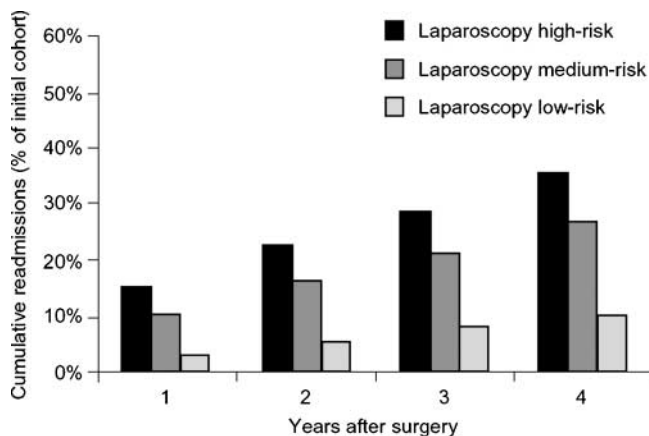 Cumulative readmissions (% of initial cohort)
60%
50%
40%
30%
20%
10%
0%
Laparoscopy high-risk
Laparoscopy medium-risk
Laparoscopy low-risk
1 2 3 4
Years after surgery